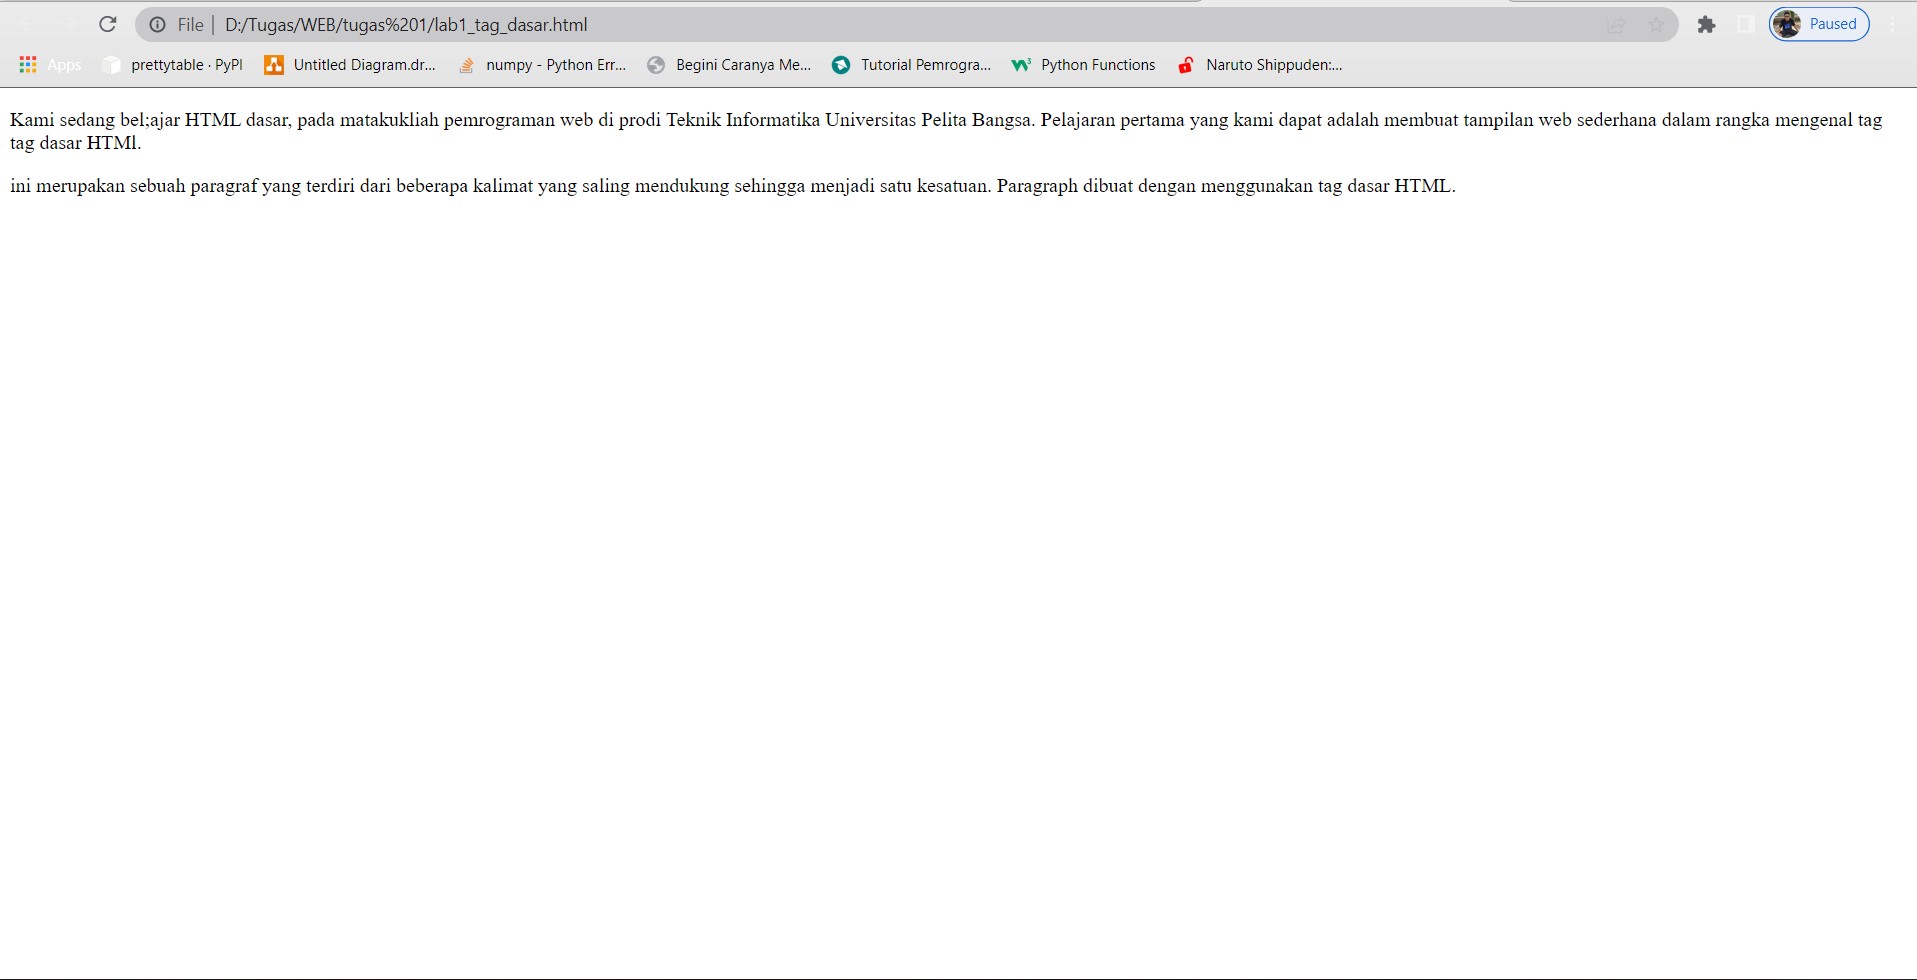 File | D:/Tugas/WEB/tugas%201/lab1_tag_dasar.html
Paused
Apps prettytable · PyPI Untitled Diagram.dr... numpy - Python Err... Begini Caranya Me... Tutorial Pemrogra... Python Functions Naruto Shippuden:...
Kami sedang bel;ajar HTML dasar, pada matakukliah pemrograman web di prodi Teknik Informatika Universitas Pelita Bangsa. Pelajaran pertama yang kami dapat adalah membuat tampilan web sederhana dalam rangka mengenal tag
tag dasar HTMl.
ini merupakan sebuah paragraf yang terdiri dari beberapa kalimat yang saling mendukung sehingga menjadi satu kesatuan. Paragraph dibuat dengan menggunakan tag dasar HTML.